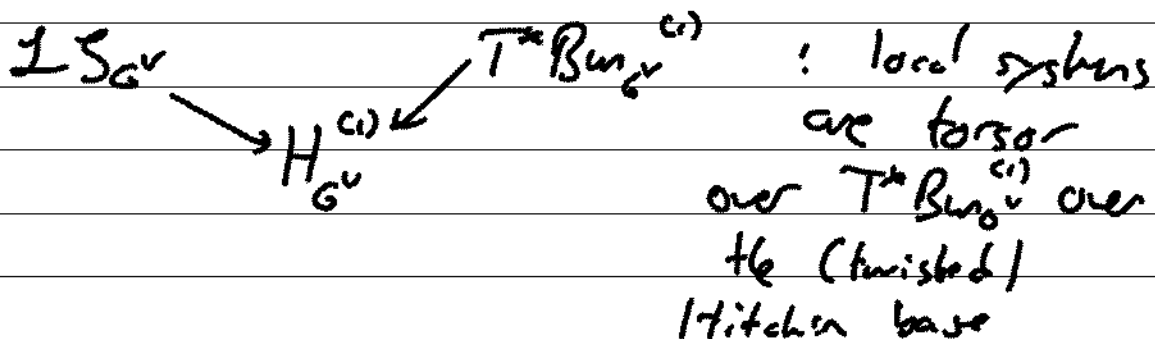 LS_{G^∨} T^*Bun_{G^∨}^{(1)} : local systems
H_{G^∨}^{(1)} are torsor
over T^*Bun_{G^∨}^{(1)} over
the (twisted)
Hitchin base